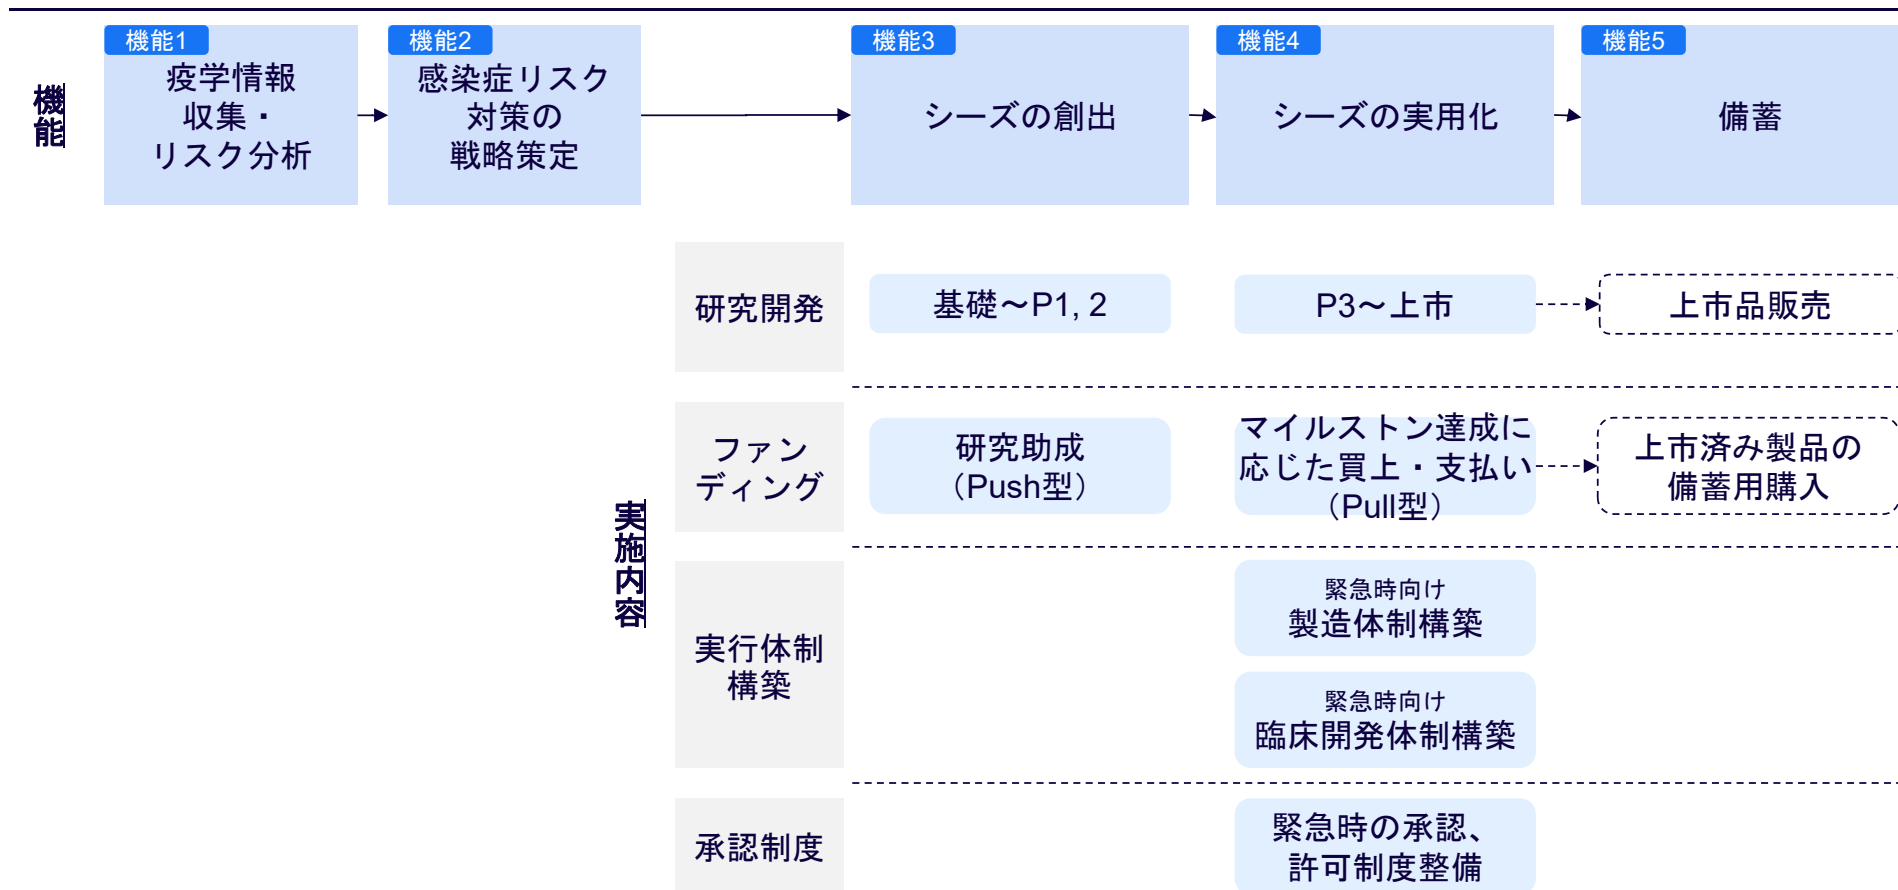 機能
機能1
疫学情報
収集・
リスク分析
機能2
感染症リスク
対策の
戦略策定
機能3
シーズの創出
機能4
シーズの実用化
機能5
備蓄
実施内容
研究開発
基礎～P1, 2
P3～上市
上市品販売
ファン
ディング
研究助成
（Push型）
マイルストン達成に
応じた買上・支払い
（Pull型）
上市済み製品の
備蓄用購入
実行体制
構築
緊急時向け
製造体制構築
緊急時向け
臨床開発体制構築
承認制度
緊急時の承認、
許可制度整備